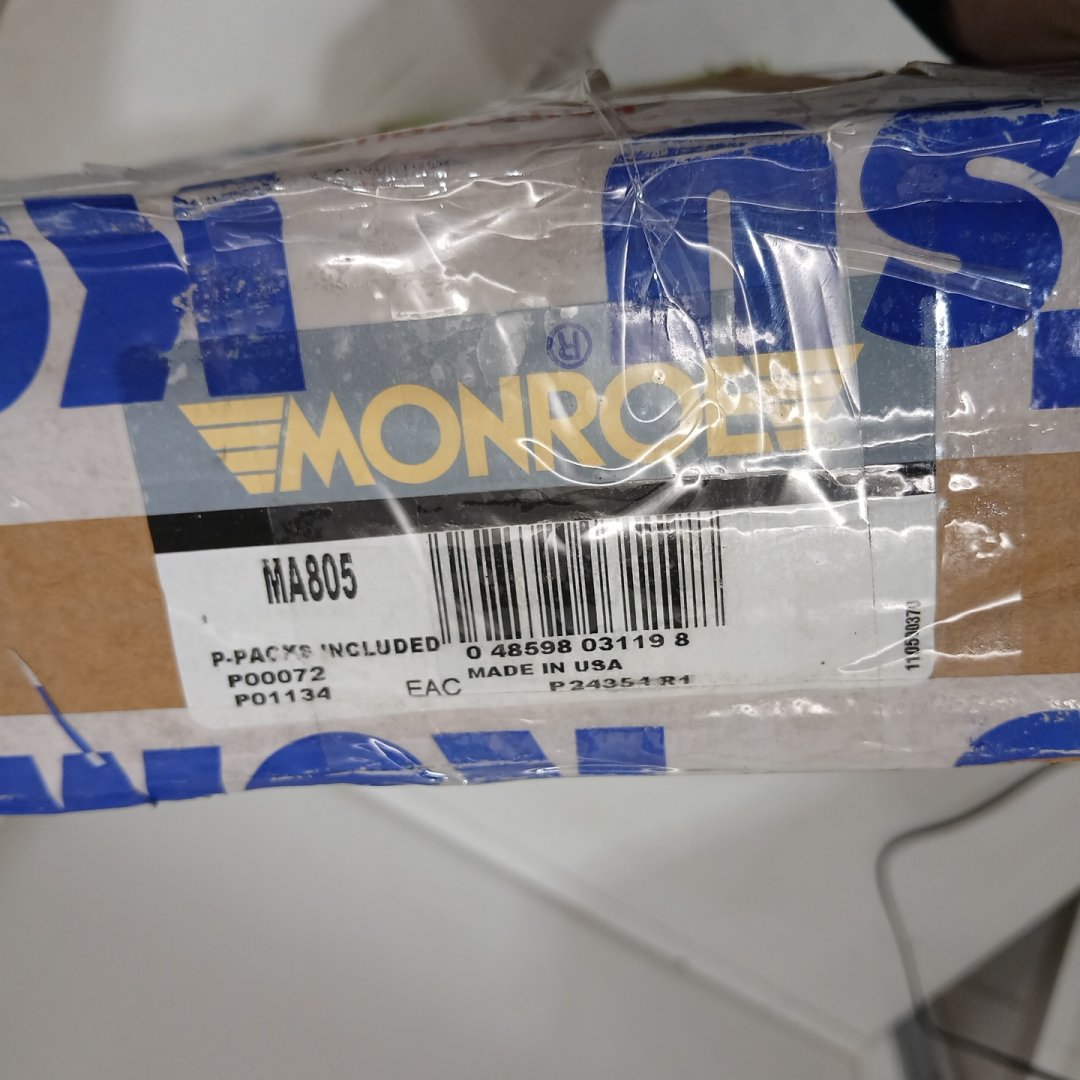 MONROE
®
MA805
P-PACKS INCLUDED
P00072
P01134
0 48598 03119 8
MADE IN USA
EAC
P24354 R1